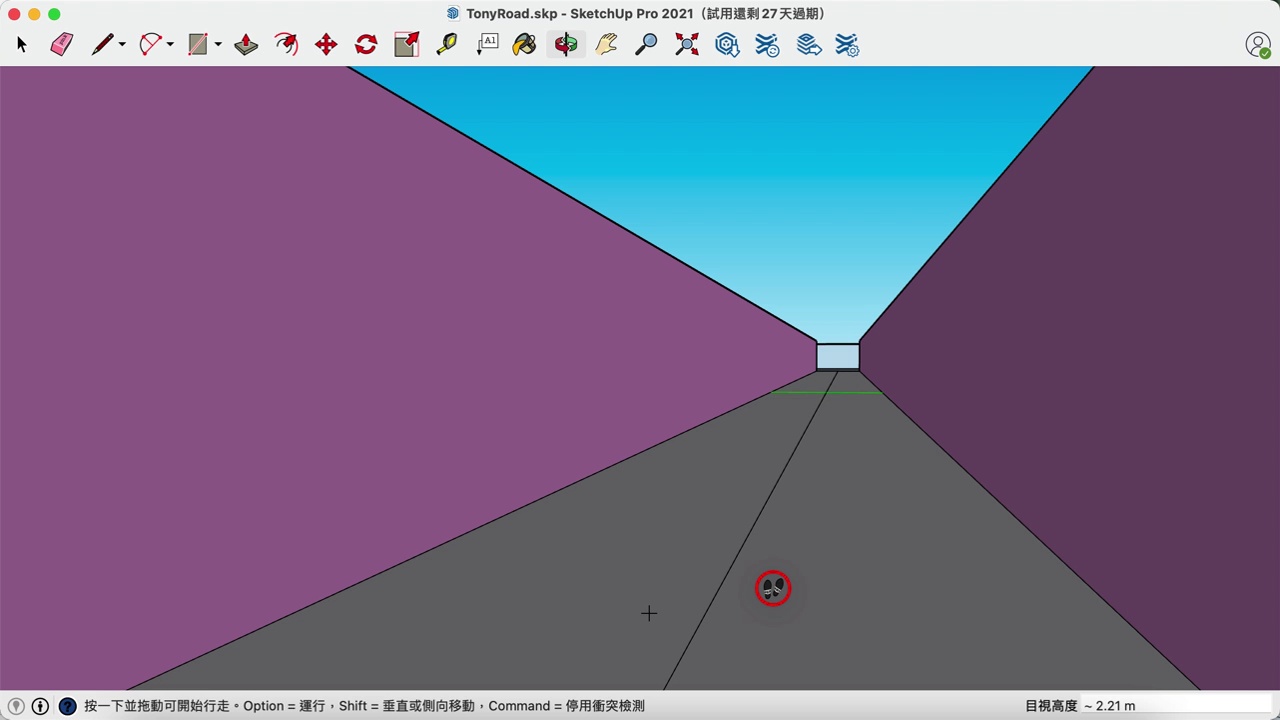 TonyRoad.skp - SketchUp Pro 2021（試用還剩 27 天過期）
A1
按一下並拖動可開始行走。Option = 運行，Shift = 垂直或側向移動，Command = 停用衝突檢測
目視高度 ~ 2.21 m